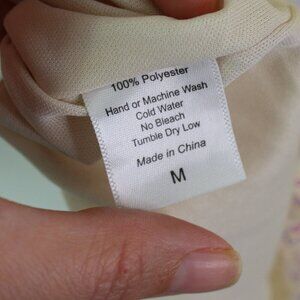 100% Polyester
Hand or Machine Wash
Cold Water
No Bleach
Tumble Dry Low
Made in China
M